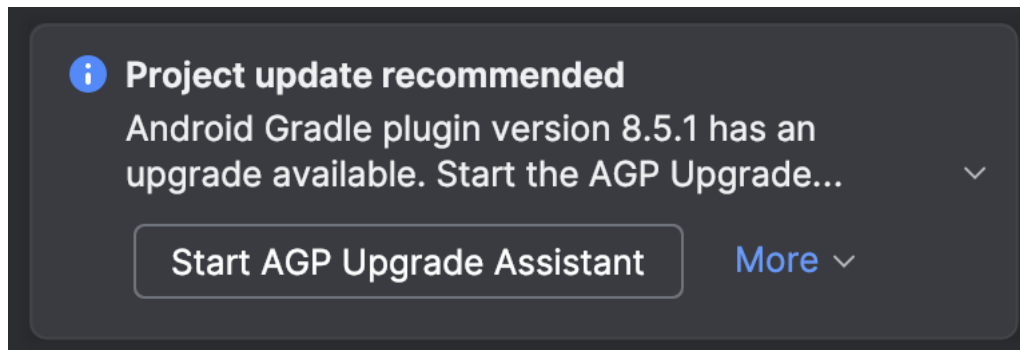 Project update recommended
Android Gradle plugin version 8.5.1 has an
upgrade available. Start the AGP Upgrade...
Start AGP Upgrade Assistant
More